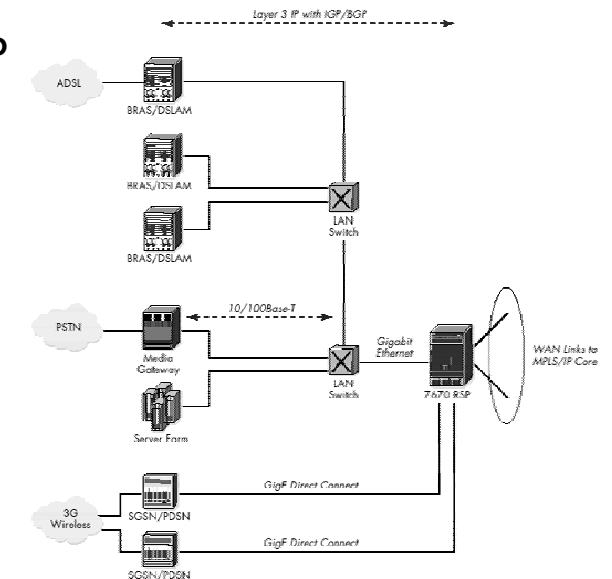 Layer 3 IP with IGP/BGP
ADSL
BRAS/DSLAM
BRAS/DSLAM
BRAS/DSLAM
LAN
Switch
10/100Base-T
PSTN
Media
Gateway
Gigabit
Ethernet
LAN
Switch
7670 RSP
WAN Links to
MPLS/IP Core
Server Farm
GigE Direct Connect
3G
Wireless
SGSN/PDSN
GigE Direct Connect
SGSN/PDSN